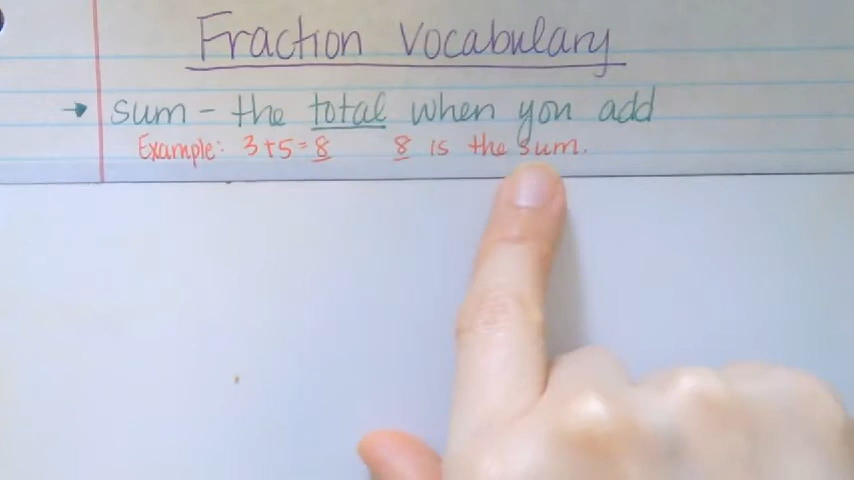 Fraction Vocabulary
→ sum - the total when you add
Example: 3+5=8 8 is the sum.